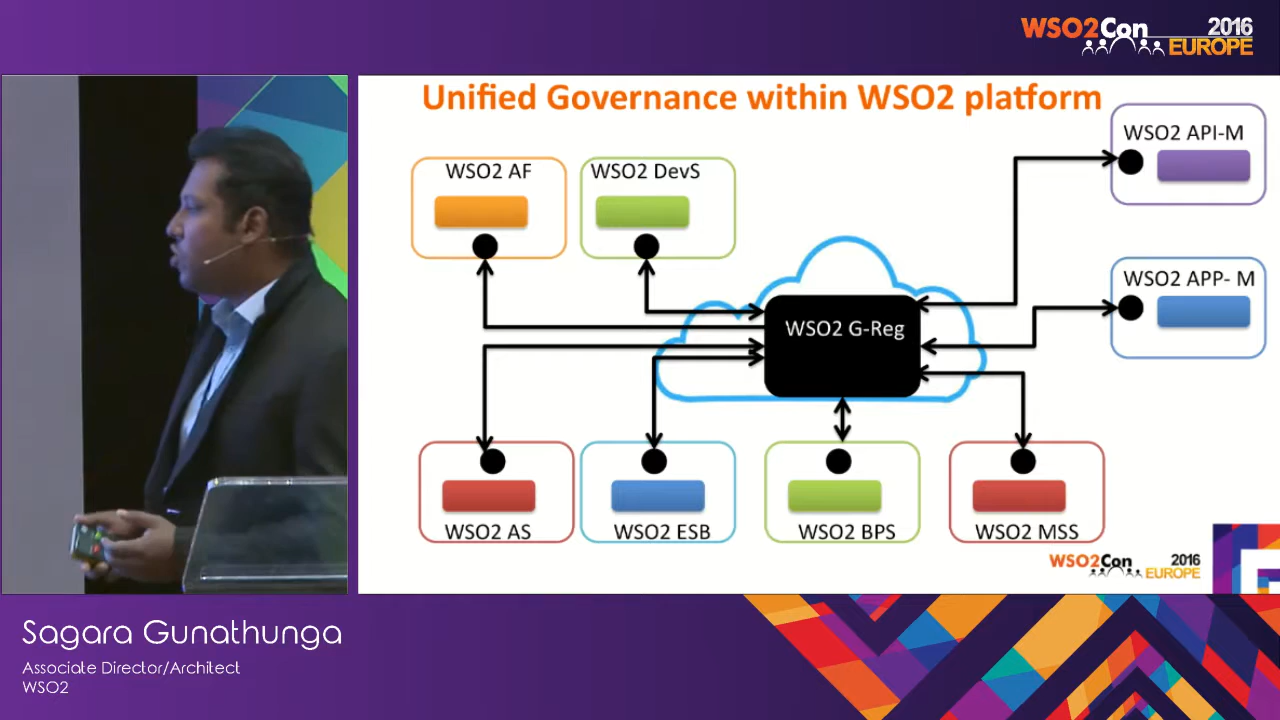 WSO2Con 2016
EUROPE
Unified Governance within WSO2 platform
WSO2 API-M
WSO2 AF
WSO2 DevS
WSO2 APP- M
WSO2 G-Reg
WSO2 AS
WSO2 ESB
WSO2 BPS
WSO2 MSS
WSO2Con 2016
EUROPE
Sagara Gunathunga
Associate Director/Architect
WSO2